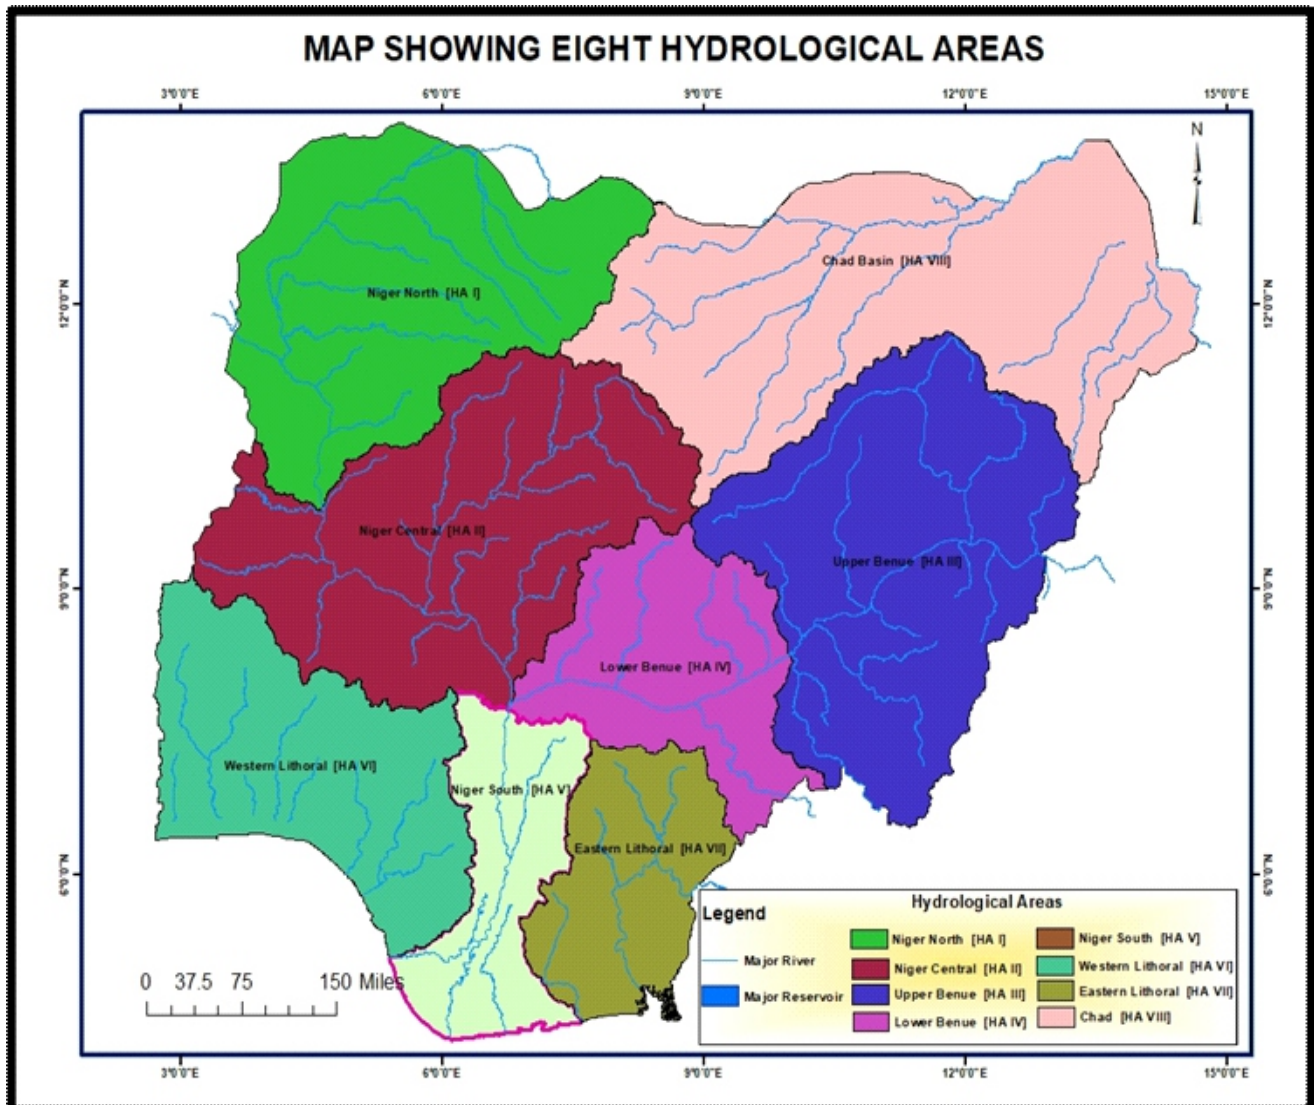 MAP SHOWING EIGHT HYDROLOGICAL AREAS
3°0'0"E 6°0'0"E 9°0'0"E 12°0'0"E 15°0'0"E
N
Chad Basin [HA VIII]
Niger North [HA I]
12°0'0"N 12°0'0"N
Niger Central [HA II]
Upper Benue [HA III]
9°0'0"N 9°0'0"N
Lower Benue [HA IV]
Western Lithoral [HA VI]
Niger South [HA V]
Eastern Lithoral [HA VII]
6°0'0"N 6°0'0"N
Legend
Major River
Major Reservoir
Hydrological Areas
Niger North [HA I]
Niger Central [HA II]
Upper Benue [HA III]
Lower Benue [HA IV]
Niger South [HA V]
Western Lithoral [HA VI]
Eastern Lithoral [HA VII]
Chad [HA VIII]
0 37.5 75 150 Miles
3°0'0"E 6°0'0"E 9°0'0"E 12°0'0"E 15°0'0"E